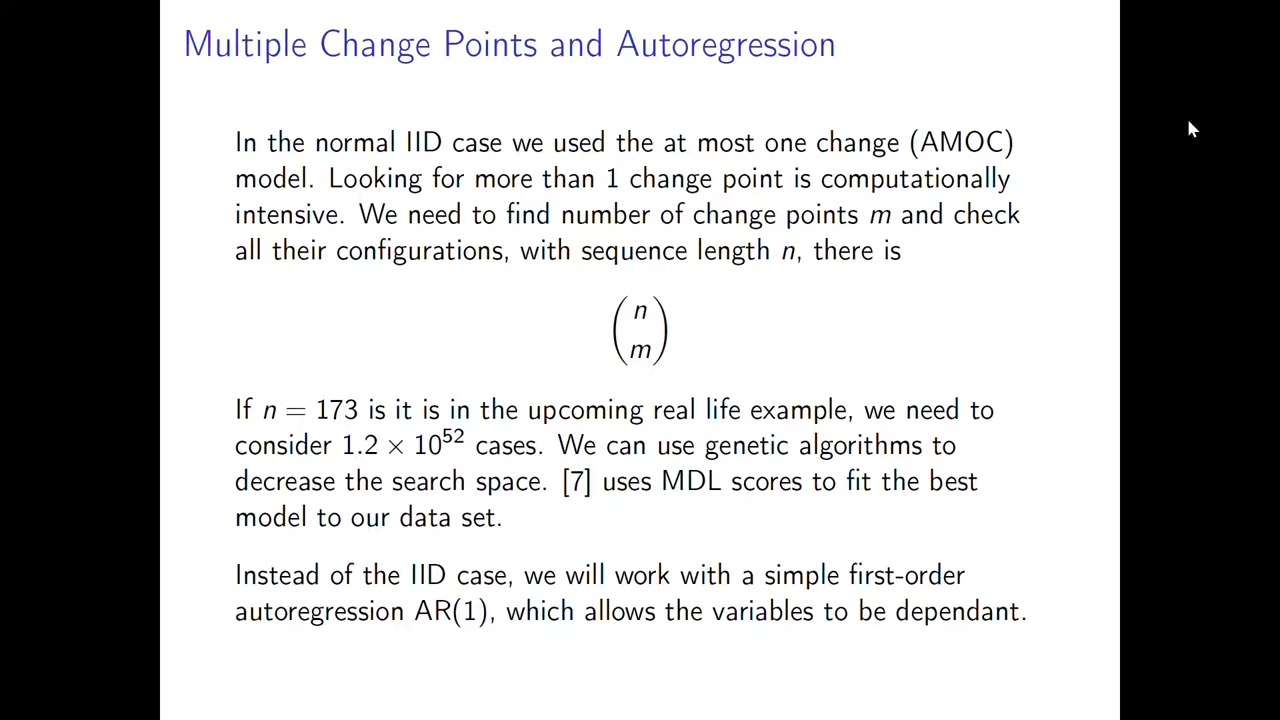 Multiple Change Points and Autoregression
In the normal IID case we used the at most one change (AMOC)
model. Looking for more than 1 change point is computationally
intensive. We need to find number of change points m and check
all their configurations, with sequence length n, there is
(n
m)
If n = 173 is it is in the upcoming real life example, we need to
consider 1.2 × 10⁵² cases. We can use genetic algorithms to
decrease the search space. [7] uses MDL scores to fit the best
model to our data set.
Instead of the IID case, we will work with a simple first-order
autoregression AR(1), which allows the variables to be dependant.